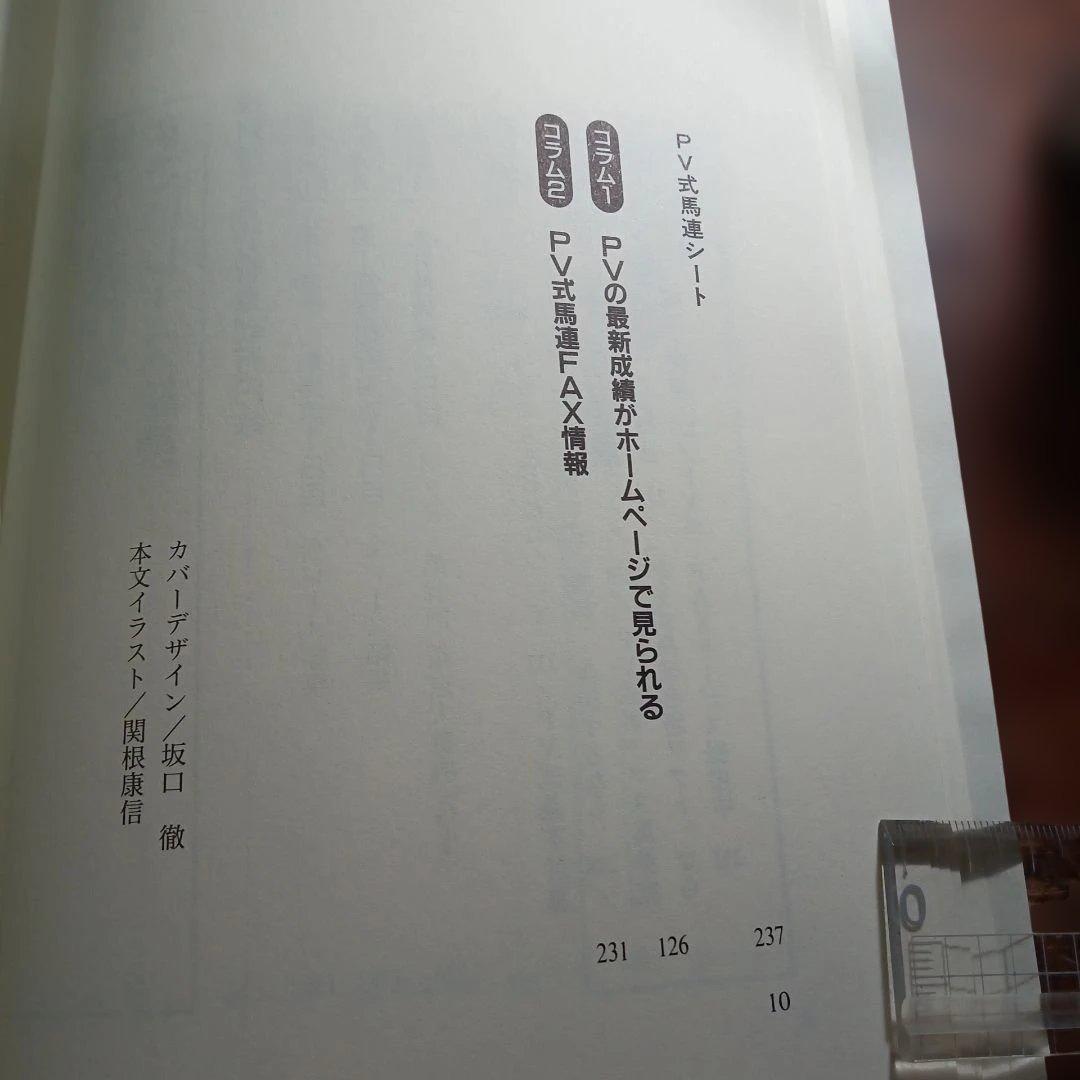 PV式馬連シート 237
コラム1 PVの最新成績がホームページで見られる 126
コラム2 PV式馬連FAX情報 231
カバーデザイン/坂口 徹
本文イラスト/関根康信
10
0